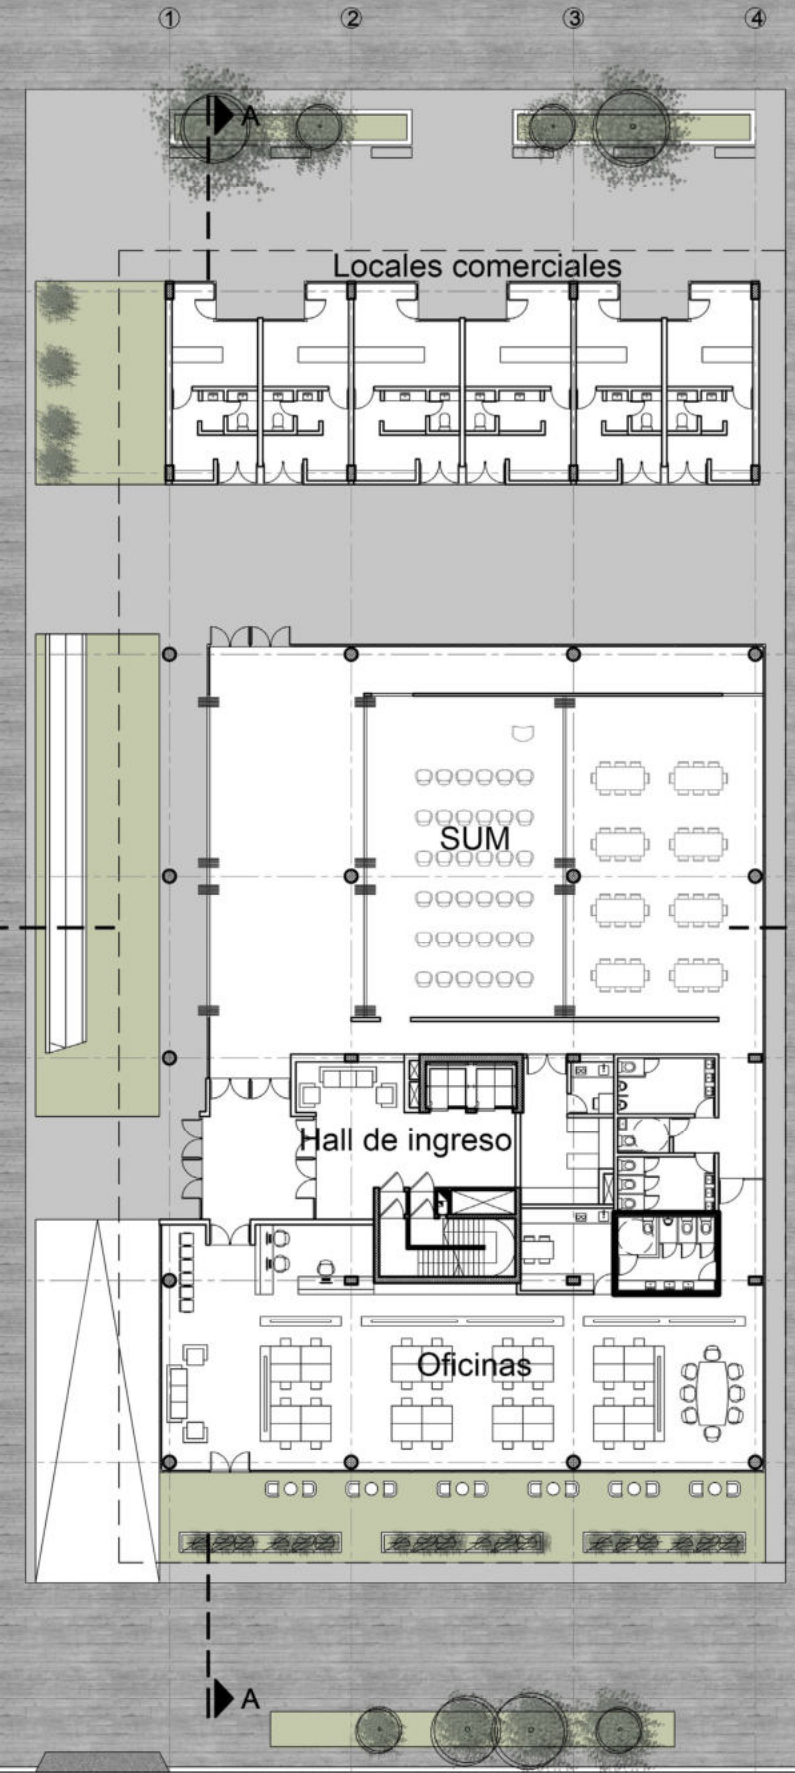 1 2 3 4
A
Locales comerciales
SUM
Hall de ingreso
Oficinas
A